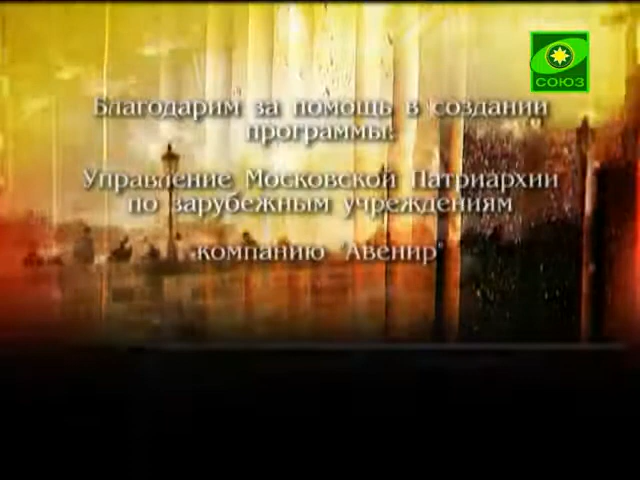 СОЮЗ
Благодарим за помощь в создании
программы:
Управление Московской Патриархии
по зарубежным учреждениям
компанию "Авенир"